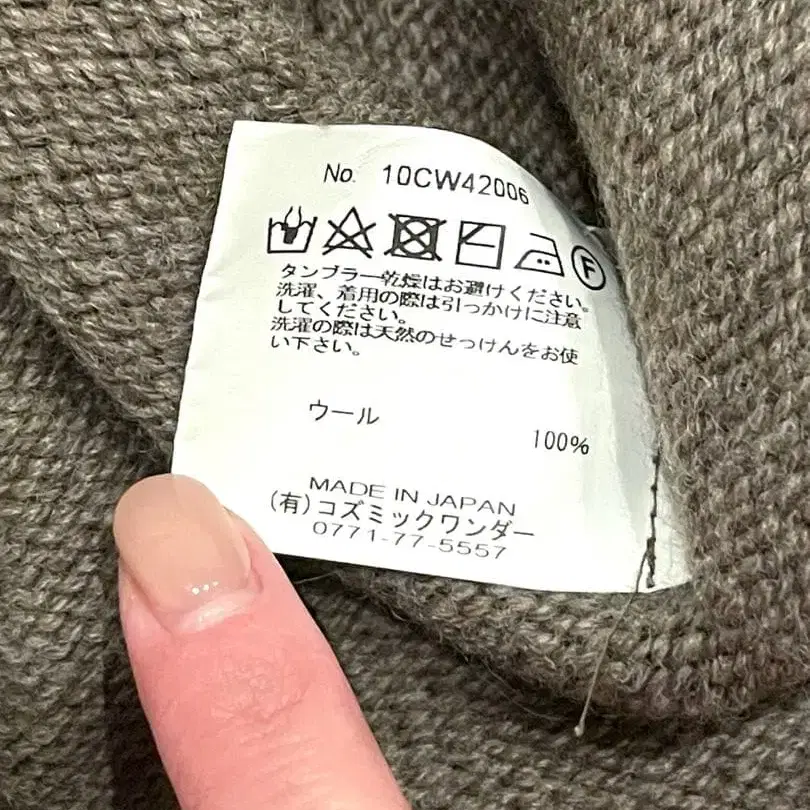 No. 10CW42006
F
タンブラー乾燥はお避けください。
洗濯、着用の際は引っかけに注意
してください。
洗濯の際は天然のせっけんをお使
い下さい。
ウール
100%
MADE IN JAPAN
(有)コズミックワンダー
0771-77-5557